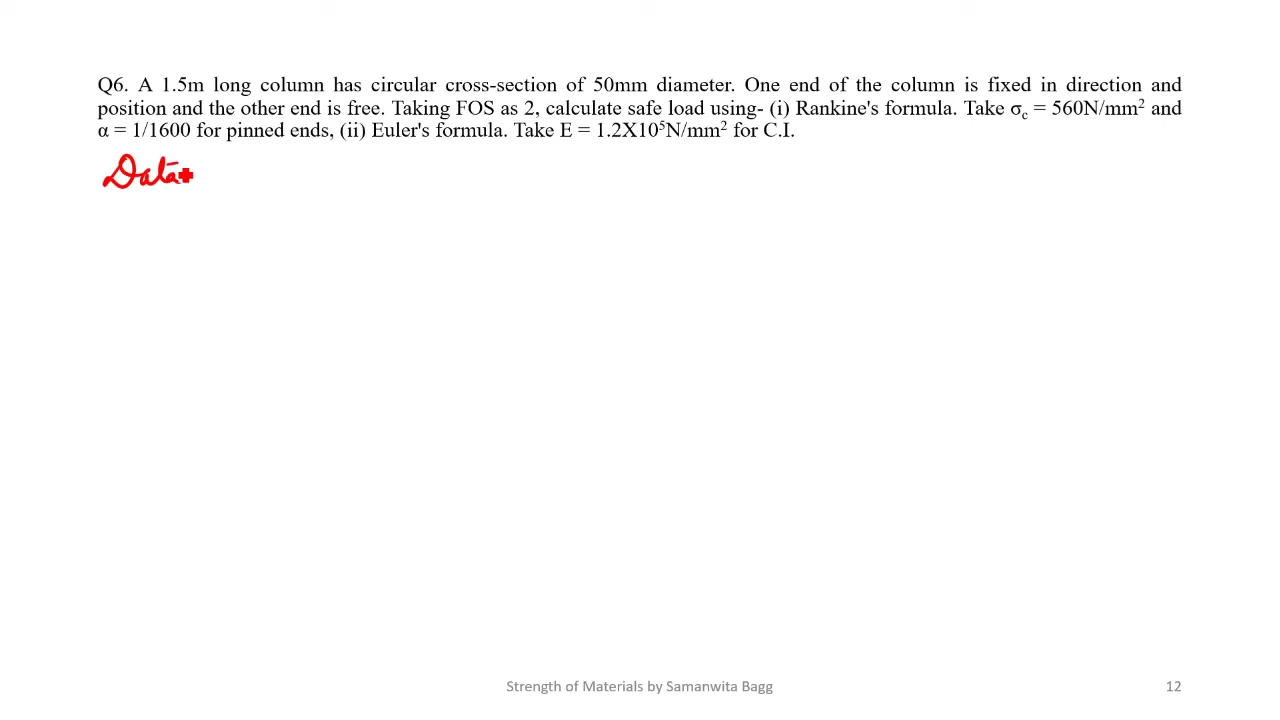 Q6. A 1.5m long column has circular cross-section of 50mm diameter. One end of the column is fixed in direction and
position and the other end is free. Taking FOS as 2, calculate safe load using- (i) Rankine's formula. Take σc = 560N/mm² and
α = 1/1600 for pinned ends, (ii) Euler's formula. Take E = 1.2X10⁵N/mm² for C.I.
Data
Strength of Materials by Samanwita Bagg
12